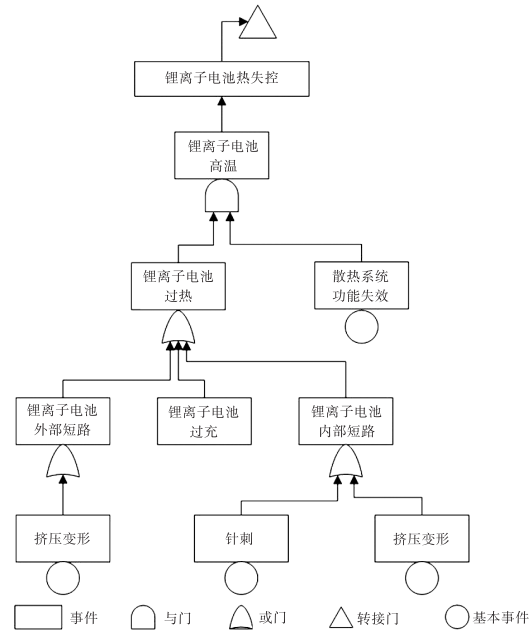 锂离子电池热失控
锂离子电池
高温
锂离子电池
过热
散热系统
功能失效
锂离子电池
外部短路
锂离子电池
过充
锂离子电池
内部短路
挤压变形
针刺
挤压变形
事件
与门
或门
转接门
基本事件